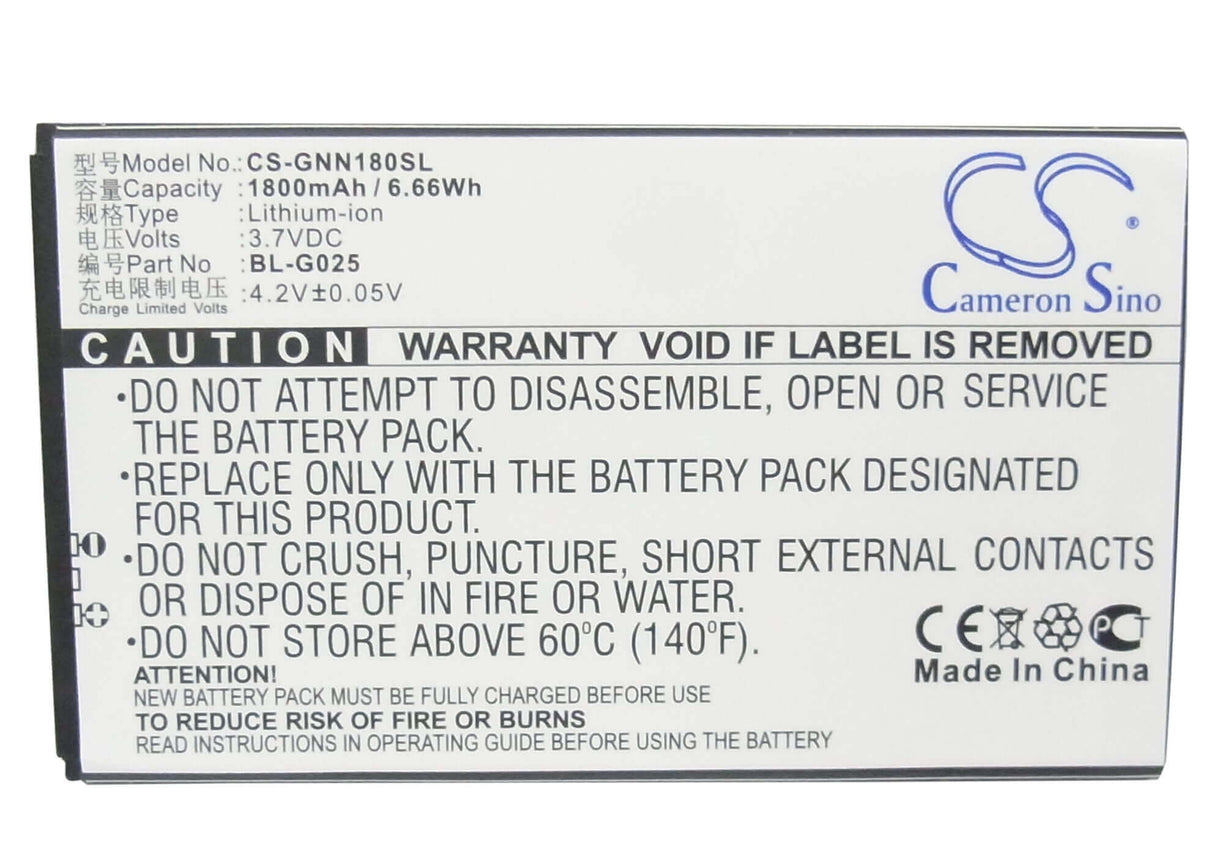 型号Model No.:CS-GNN180SL
容量Capacity :1800mAh / 6.66Wh
规格Type :Lithium-ion
电压Volts :3.7VDC
编号Part No :BL-G025
充电限制电压 :4.2V±0.05V
Charge Limited Volts
CS®
Cameron Sino
CAUTION WARRANTY VOID IF LABEL IS REMOVED
•DO NOT ATTEMPT TO DISASSEMBLE, OPEN OR SERVICE
THE BATTERY PACK.
•REPLACE ONLY WITH THE BATTERY PACK DESIGNATED
FOR THIS PRODUCT.
•DO NOT CRUSH, PUNCTURE, SHORT EXTERNAL CONTACTS
OR DISPOSE OF IN FIRE OR WATER.
•DO NOT STORE ABOVE 60°C (140°F).
CE PCT
Made In China
ATTENTION!
NEW BATTERY PACK MUST BE FULLY CHARGED BEFORE USE
TO REDUCE RISK OF FIRE OR BURNS
READ INSTRUCTIONS IN OPERATING GUIDE BEFORE USING THE BATTERY